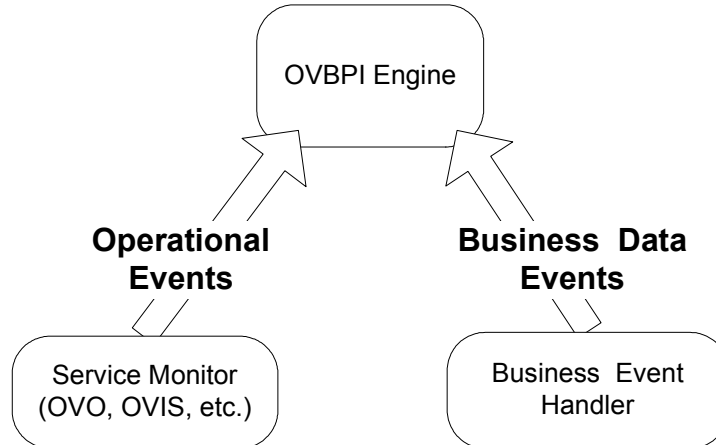 OVBPI Engine
Operational
Events
Business Data
Events
Service Monitor
(OVO, OVIS, etc.)
Business Event
Handler